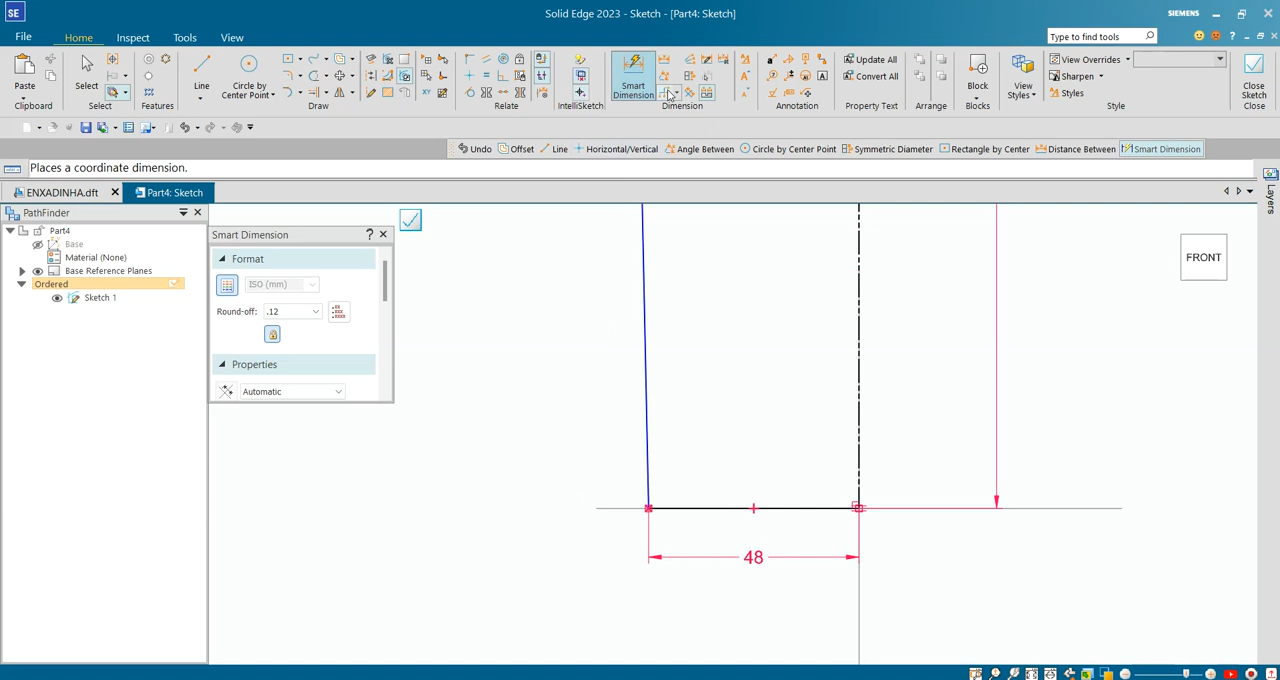 SE
Solid Edge 2023 - Sketch - [Part4: Sketch]
SIEMENS
File
Home
Inspect
Tools
View
Type to find tools
?
Paste
Clipboard
Select
Select
Features
Line
Circle by
Center Point
Draw
Relate
IntelliSketch
Smart
Dimension
Dimension
Annotation
Update All
Convert All
Property Text
Arrange
Block
Blocks
View
Styles
View Overrides
Sharpen
Styles
Style
Close
Sketch
Close
Undo
Offset
Line
Horizontal/Vertical
Angle Between
Circle by Center Point
Symmetric Diameter
Rectangle by Center
Distance Between
Smart Dimension
Places a coordinate dimension.
ENXADINHA.dft
Part4: Sketch
PathFinder
Part4
Base
Material (None)
Base Reference Planes
Ordered
Sketch 1
Smart Dimension
?
Format
ISO (mm)
Round-off:
.12
Properties
Automatic
FRONT
Layers
48